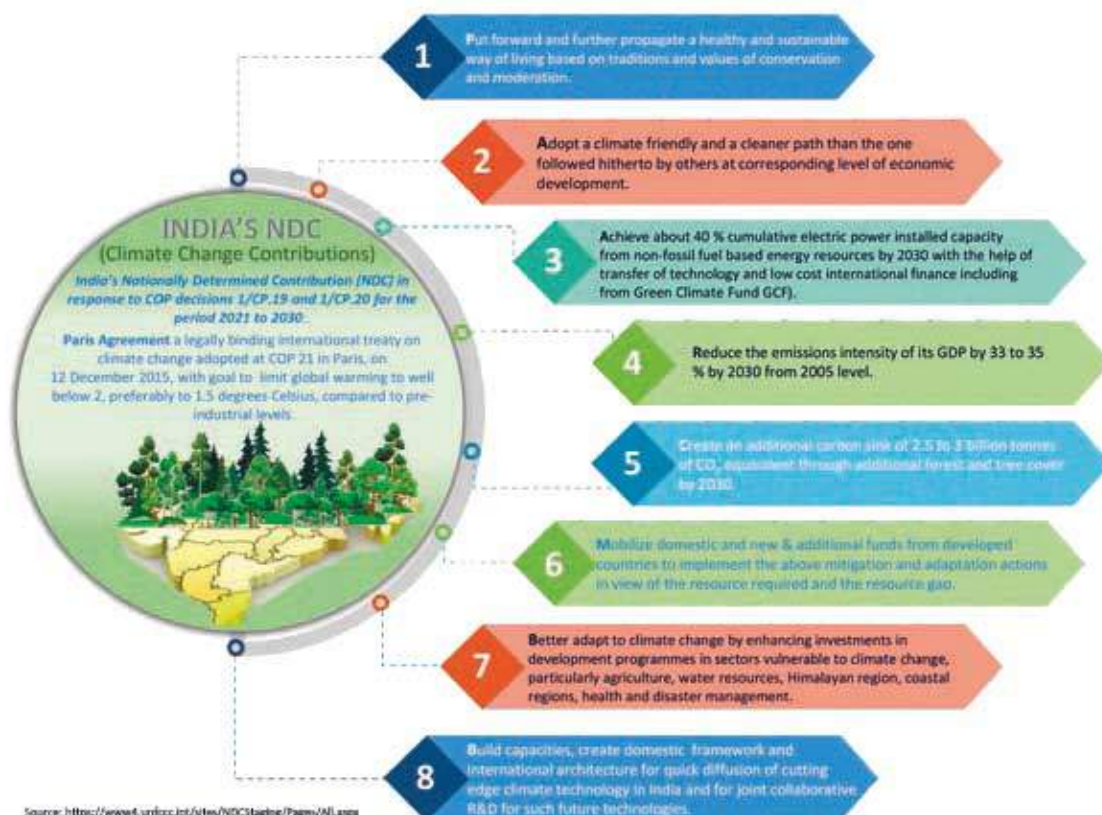 1
Put forward and further propagate a healthy and sustainable
way of living based on traditions and values of conservation
and moderation.
2
Adopt a climate friendly and a cleaner path than the one
followed hitherto by others at corresponding level of economic
development.
INDIA'S NDC
(Climate Change Contributions)
India's Nationally Determined Contribution (NDC) in
response to COP decisions 1/CP.19 and 1/CP.20 for the
period 2021 to 2030
Paris Agreement a legally binding international treaty on
climate change adopted at COP 21 in Paris, on
12 December 2015, with goal to limit global warming to well
below 2, preferably to 1.5 degrees Celsius, compared to pre-
industrial levels
3
Achieve about 40 % cumulative electric power installed capacity
from non-fossil fuel based energy resources by 2030 with the help of
transfer of technology and low cost international finance including
from Green Climate Fund GCF).
4
Reduce the emissions intensity of its GDP by 33 to 35
% by 2030 from 2005 level.
5
Create an additional carbon sink of 2.5 to 3 billion tonnes
of CO₂ equivalent through additional forest and tree cover
by 2030.
6
Mobilize domestic and new & additional funds from developed
countries to implement the above mitigation and adaptation actions
in view of the resource required and the resource gap.
7
Better adapt to climate change by enhancing investments in
development programmes in sectors vulnerable to climate change,
particularly agriculture, water resources, Himalayan region, coastal
regions, health and disaster management.
8
Build capacities, create domestic framework and
international architecture for quick diffusion of cutting
edge climate technology in India and for joint collaborative
R&D for such future technologies.
Source: